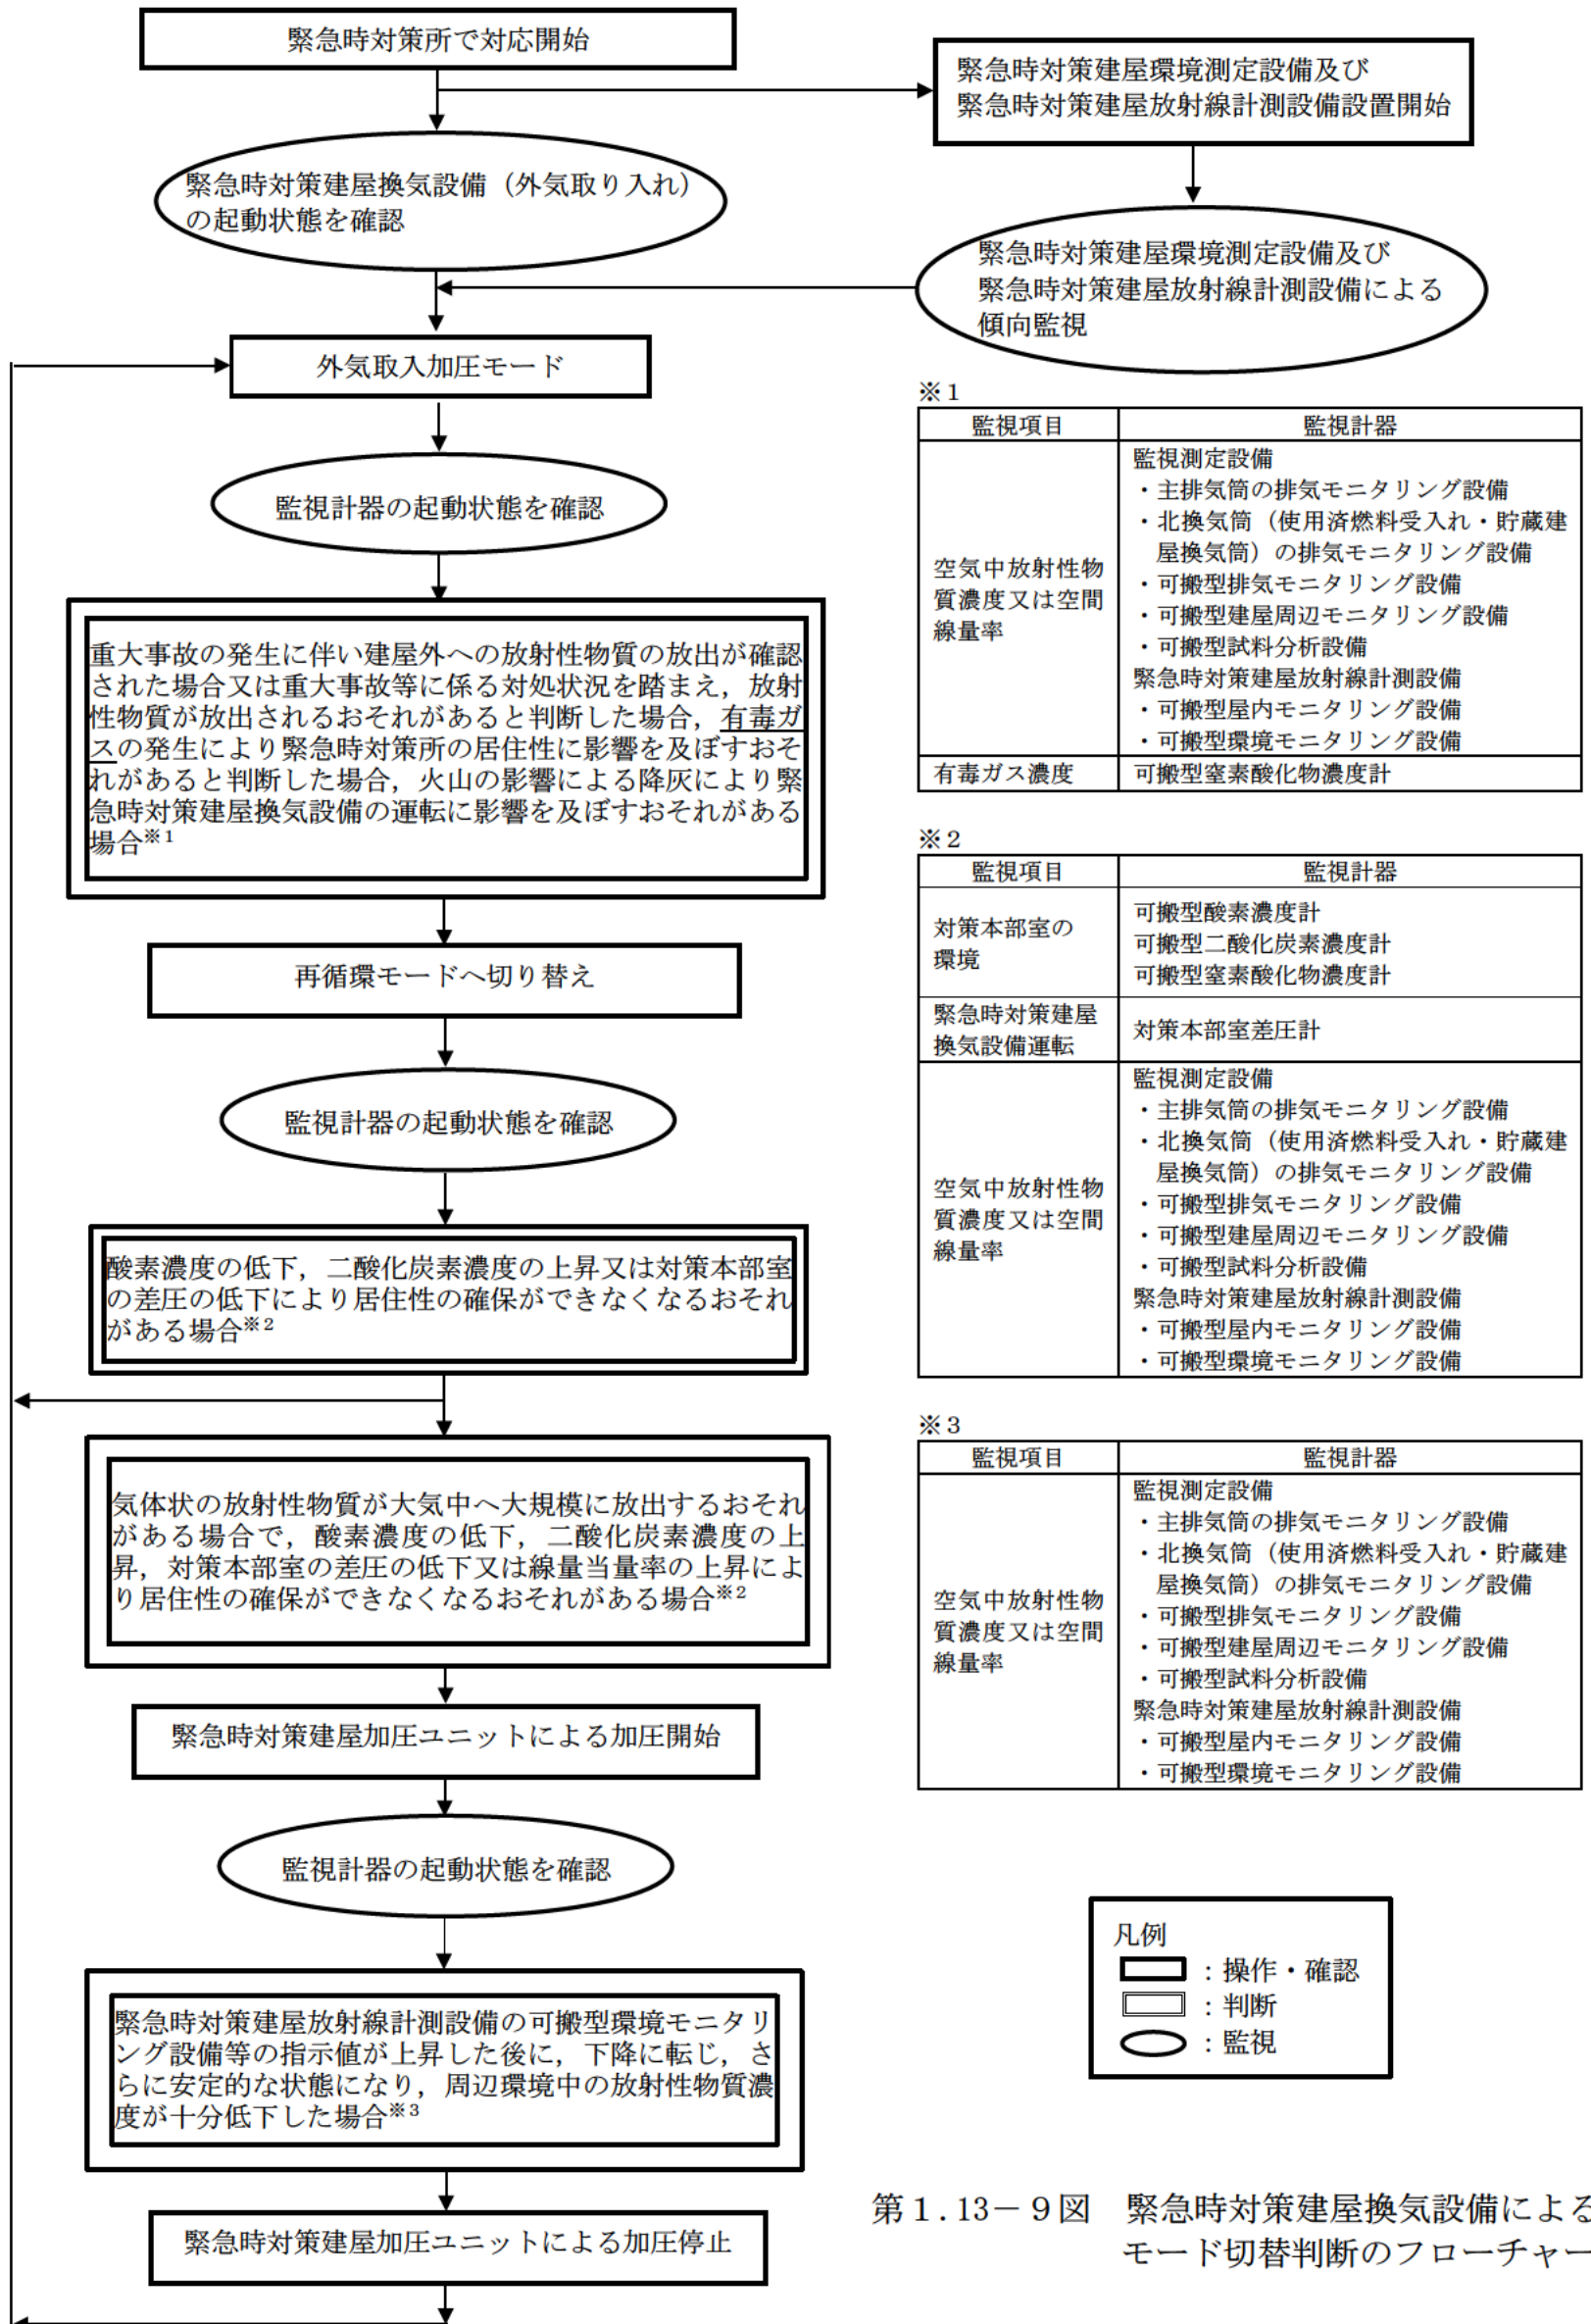 緊急時対策所で対応開始
緊急時対策建屋環境測定設備及び
緊急時対策建屋放射線計測設備設置開始
緊急時対策建屋換気設備（外気取り入れ）
の起動状態を確認
緊急時対策建屋環境測定設備及び
緊急時対策建屋放射線計測設備による
傾向監視
外気取入加圧モード
監視計器の起動状態を確認
重大事故の発生に伴い建屋外への放射性物質の放出が確認
された場合又は重大事故等に係る対処状況を踏まえ，放射
性物質が放出されるおそれがあると判断した場合，有毒ガ
スの発生により緊急時対策所の居住性に影響を及ぼすおそ
れがあると判断した場合，火山の影響による降灰により緊
急時対策建屋換気設備の運転に影響を及ぼすおそれがある
場合※1
再循環モードへ切り替え
監視計器の起動状態を確認
酸素濃度の低下，二酸化炭素濃度の上昇又は対策本部室
の差圧の低下により居住性の確保ができなくなるおそれ
がある場合※2
気体状の放射性物質が大気中へ大規模に放出するおそれ
がある場合で，酸素濃度の低下，二酸化炭素濃度の上
昇，対策本部室の差圧の低下又は線量当量率の上昇によ
り居住性の確保ができなくなるおそれがある場合※2
緊急時対策建屋加圧ユニットによる加圧開始
監視計器の起動状態を確認
緊急時対策建屋放射線計測設備の可搬型環境モニタリ
ング設備等の指示値が上昇した後に，下降に転じ，さ
らに安定的な状態になり，周辺環境中の放射性物質濃
度が十分低下した場合※3
緊急時対策建屋加圧ユニットによる加圧停止
※1
監視項目 監視計器
空気中放射性物
質濃度又は空間
線量率
監視測定設備
・主排気筒の排気モニタリング設備
・北換気筒（使用済燃料受入れ・貯蔵建
屋換気筒）の排気モニタリング設備
・可搬型排気モニタリング設備
・可搬型建屋周辺モニタリング設備
・可搬型試料分析設備
緊急時対策建屋放射線計測設備
・可搬型屋内モニタリング設備
・可搬型環境モニタリング設備
有毒ガス濃度 可搬型窒素酸化物濃度計
※2
監視項目 監視計器
対策本部室の
環境
可搬型酸素濃度計
可搬型二酸化炭素濃度計
可搬型窒素酸化物濃度計
緊急時対策建屋
換気設備運転
対策本部室差圧計
空気中放射性物
質濃度又は空間
線量率
監視測定設備
・主排気筒の排気モニタリング設備
・北換気筒（使用済燃料受入れ・貯蔵建
屋換気筒）の排気モニタリング設備
・可搬型排気モニタリング設備
・可搬型建屋周辺モニタリング設備
・可搬型試料分析設備
緊急時対策建屋放射線計測設備
・可搬型屋内モニタリング設備
・可搬型環境モニタリング設備
※3
監視項目 監視計器
空気中放射性物
質濃度又は空間
線量率
監視測定設備
・主排気筒の排気モニタリング設備
・北換気筒（使用済燃料受入れ・貯蔵建
屋換気筒）の排気モニタリング設備
・可搬型排気モニタリング設備
・可搬型建屋周辺モニタリング設備
・可搬型試料分析設備
緊急時対策建屋放射線計測設備
・可搬型屋内モニタリング設備
・可搬型環境モニタリング設備
凡例
：操作・確認
：判断
：監視
第1.13－9図 緊急時対策建屋換気設備による
モード切替判断のフローチャー